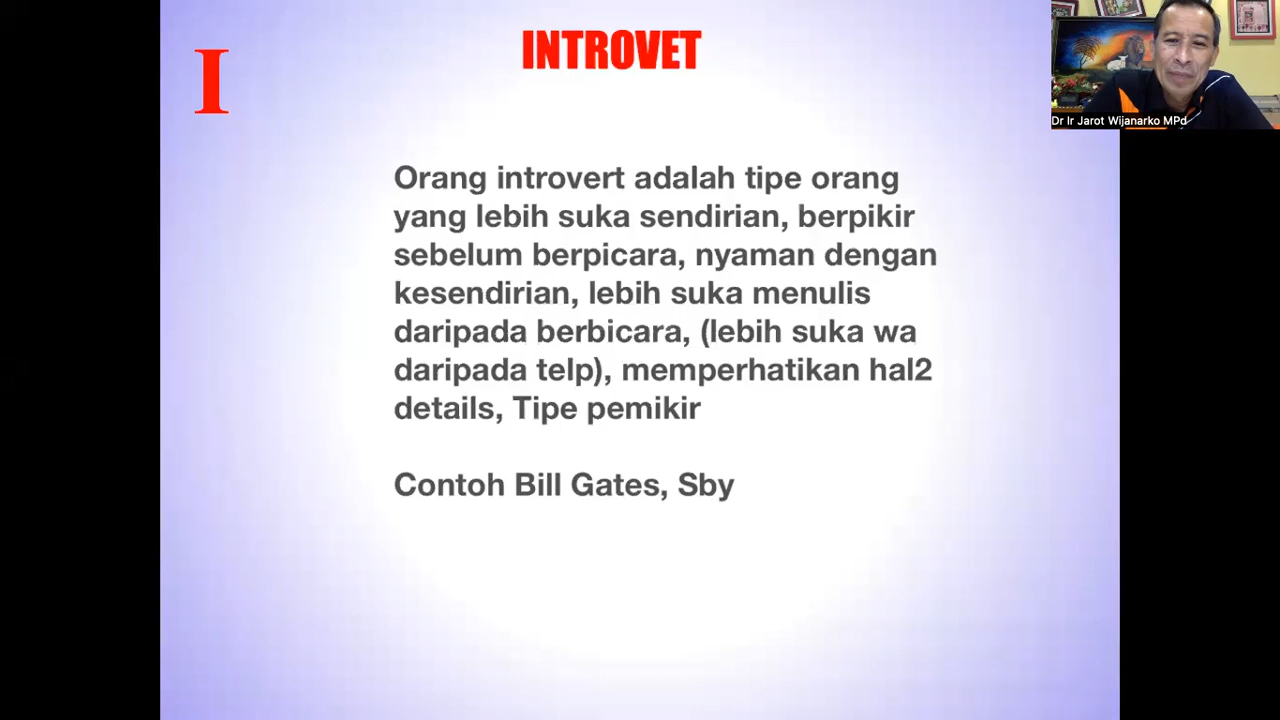 I
INTROVET
Dr Ir Jarot Wijanarko MPd
Orang introvert adalah tipe orang
yang lebih suka sendirian, berpikir
sebelum berpicara, nyaman dengan
kesendirian, lebih suka menulis
daripada berbicara, (lebih suka wa
daripada telp), memperhatikan hal2
details, Tipe pemikir
Contoh Bill Gates, Sby